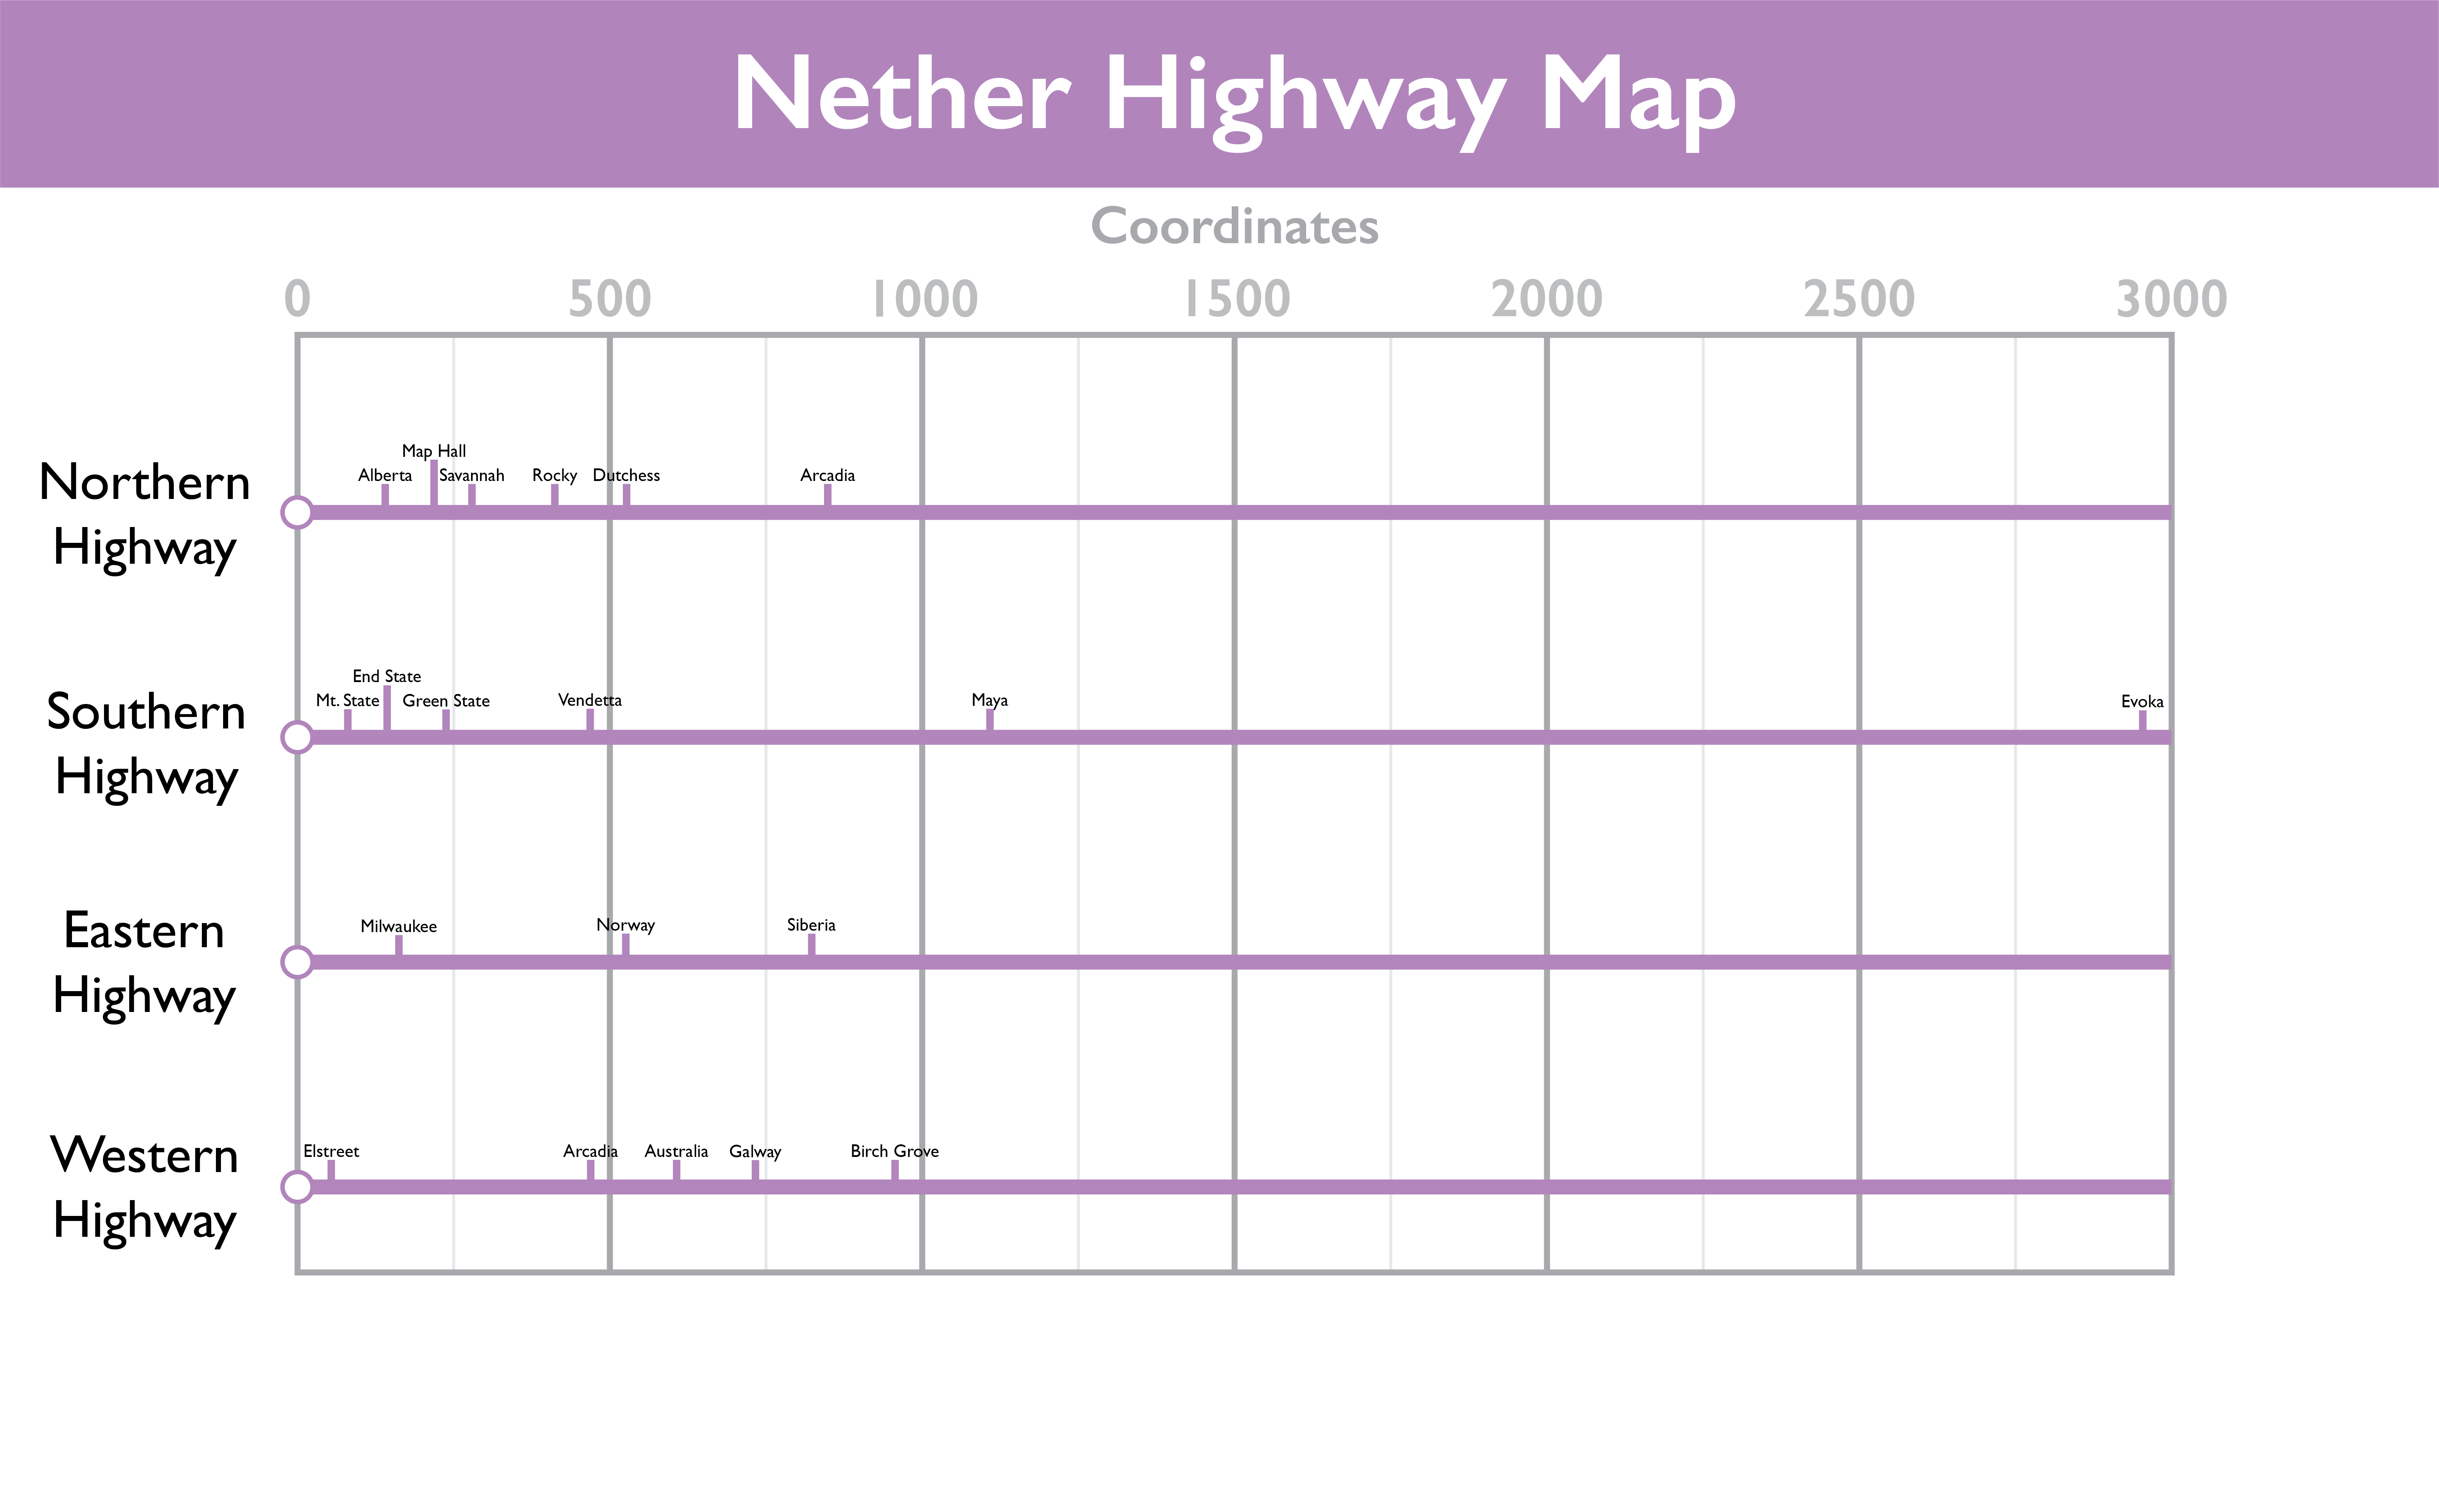 Nether Highway Map
Coordinates
0 500 1000 1500 2000 2500 3000
Northern
Highway
Map Hall
Alberta Savannah Rocky Dutchess Arcadia
Southern
Highway
End State
Mt. State Green State Vendetta Maya Evoka
Eastern
Highway
Milwaukee Norway Siberia
Western
Highway
Elstreet Arcadia Australia Galway Birch Grove